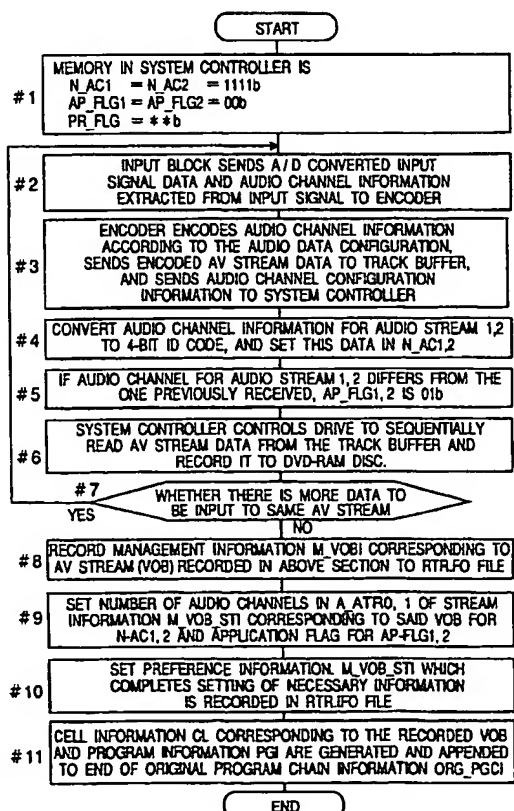 START
#1
MEMORY IN SYSTEM CONTROLLER IS
N_AC1 = N_AC2 = 1111b
AP_FLG1 = AP_FLG2 = 00b
PR_FLG = **b
#2
INPUT BLOCK SENDS A/D CONVERTED INPUT
SIGNAL DATA AND AUDIO CHANNEL INFORMATION
EXTRACTED FROM INPUT SIGNAL TO ENCODER
#3
ENCODER ENCODES AUDIO CHANNEL INFORMATION
ACCORDING TO THE AUDIO DATA CONFIGURATION,
SENDS ENCODED AV STREAM DATA TO TRACK BUFFER,
AND SENDS AUDIO CHANNEL CONFIGURATION
INFORMATION TO SYSTEM CONTROLLER
#4
CONVERT AUDIO CHANNEL INFORMATION FOR AUDIO STREAM 1,2
TO 4-BIT ID CODE, AND SET THIS DATA IN N_AC1,2
#5
IF AUDIO CHANNEL FOR AUDIO STREAM 1, 2 DIFFERS FROM THE
ONE PREVIOUSLY RECEIVED, AP_FLG1, 2 IS 01b
#6
SYSTEM CONTROLLER CONTROLS DRIVE TO SEQUENTIALLY
READ AV STREAM DATA FROM THE TRACK BUFFER AND
RECORD IT TO DVD-RAM DISC.
#7
YES
WHETHER THERE IS MORE DATA TO
BE INPUT TO SAME AV STREAM
NO
#8
RECORD MANAGEMENT INFORMATION M_VOBI CORRESPONDING TO
AV STREAM (VOB) RECORDED IN ABOVE SECTION TO RTR.IFO FILE
#9
SET NUMBER OF AUDIO CHANNELS IN A_ATR0, 1 OF STREAM
INFORMATION M_VOB_STI CORRESPONDING TO SAID VOB FOR
N-AC1, 2 AND APPLICATION FLAG FOR AP-FLG1, 2
#10
SET PREFERENCE INFORMATION. M_VOB_STI WHICH
COMPLETES SETTING OF NECESSARY INFORMATION
IS RECORDED IN RTR.IFO FILE
#11
CELL INFORMATION CL CORRESPONDING TO THE RECORDED VOB
AND PROGRAM INFORMATION PGI ARE GENERATED AND APPENDED
TO END OF ORIGINAL PROGRAM CHAIN INFORMATION ORG_PGCI
END